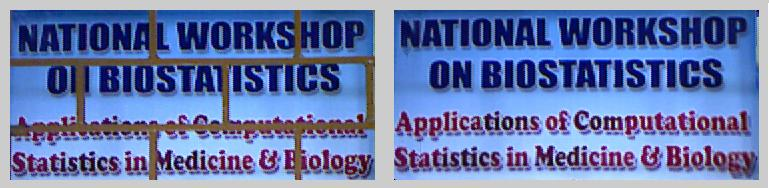 NATIONAL WORKSHOP
ON BIOSTATISTICS
Applications of Computational
Statistics in Medicine & Biology
NATIONAL WORKSHOP
ON BIOSTATISTICS
Applications of Computational
Statistics in Medicine & Biology